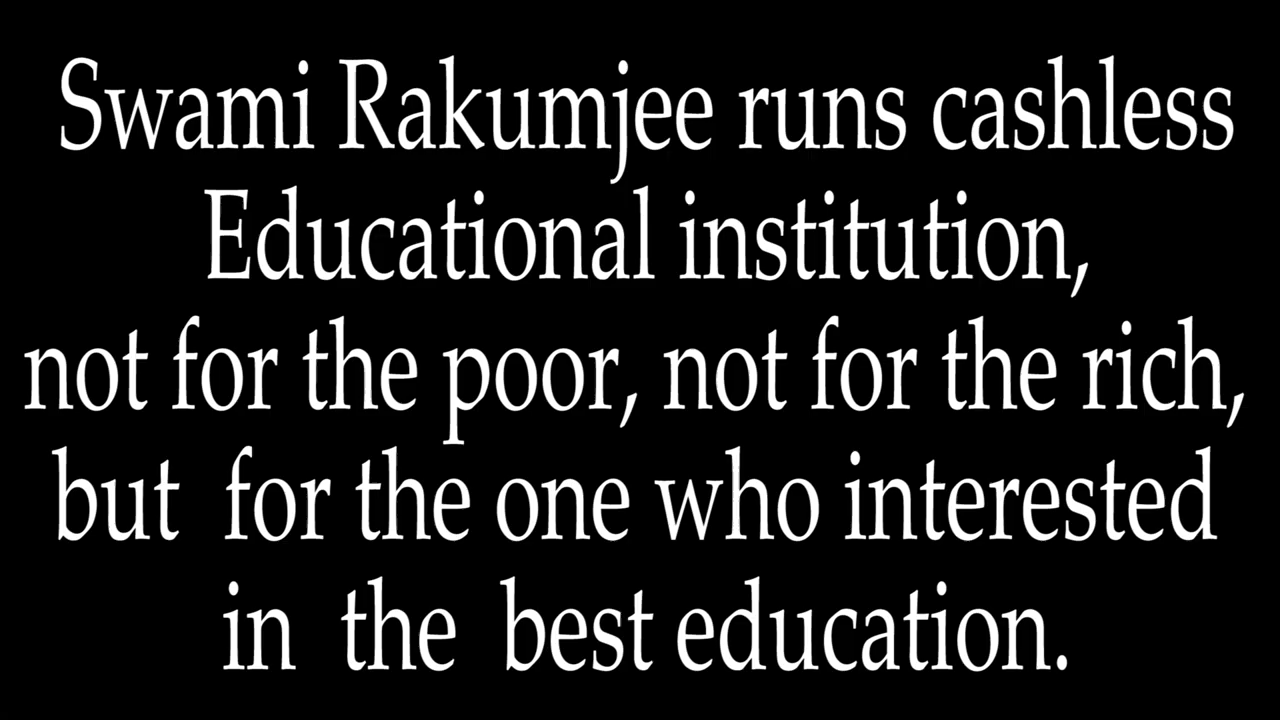 Swami Rakumjee runs cashless
Educational institution,
not for the poor, not for the rich,
but for the one who interested
in the best education.